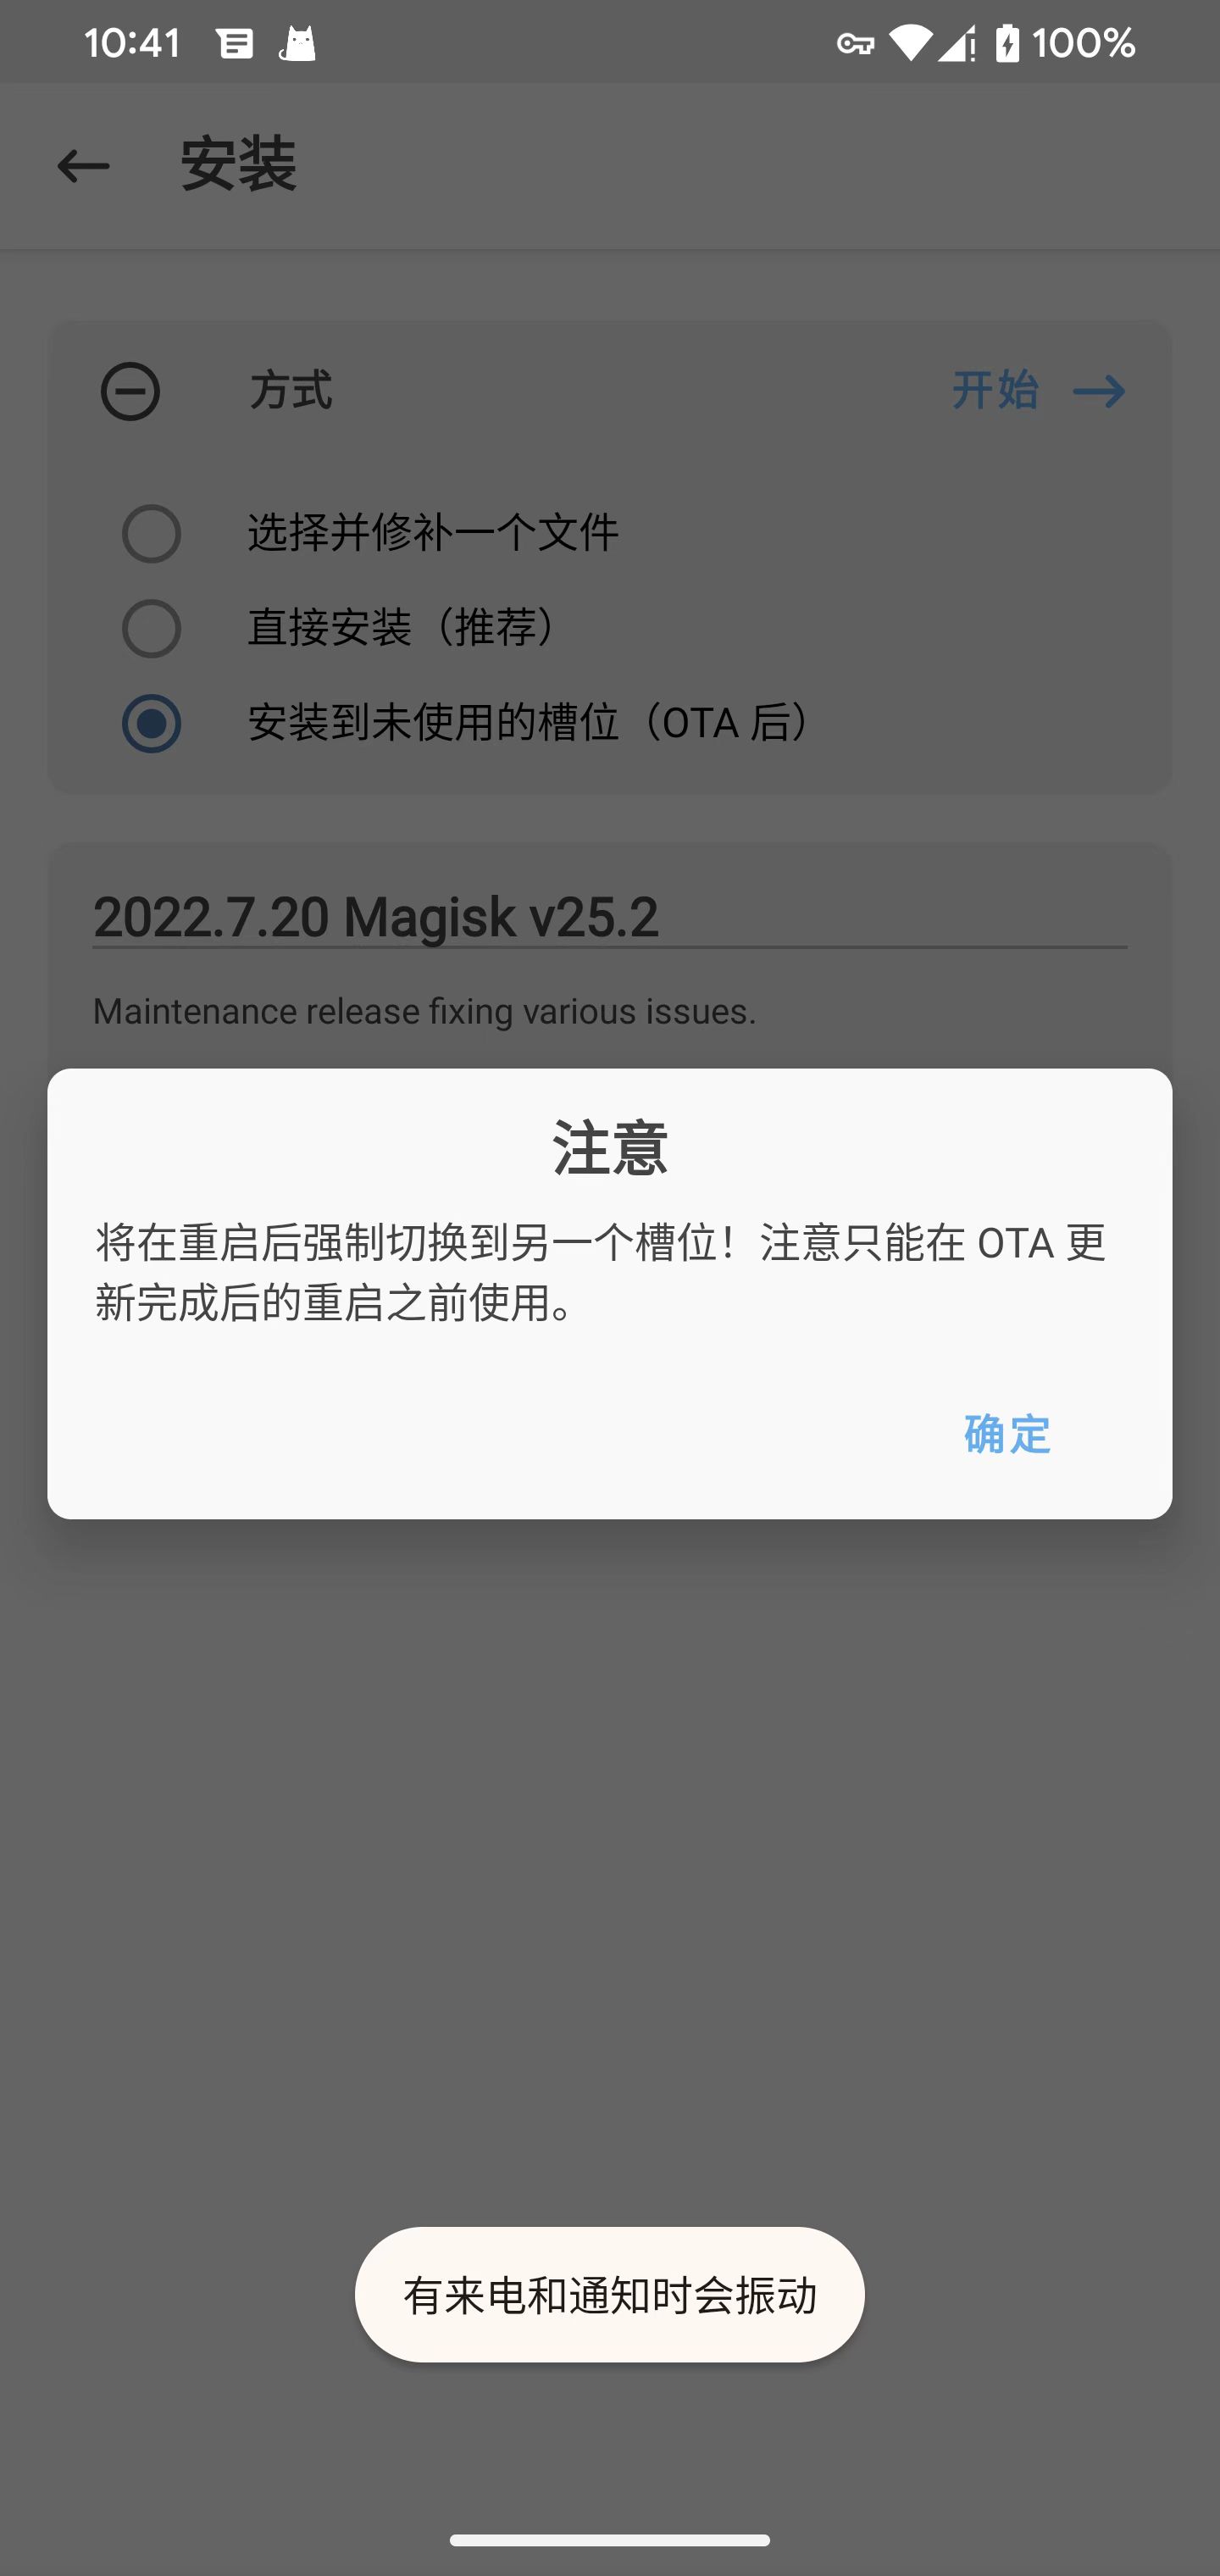 10:41 100%
安装
方式 开始
选择并修补一个文件
直接安装（推荐）
安装到未使用的槽位（OTA 后）
2022.7.20 Magisk v25.2
Maintenance release fixing various issues.
注意
将在重启后强制切换到另一个槽位！注意只能在 OTA 更
新完成后的重启之前使用。
确定
有来电和通知时会振动